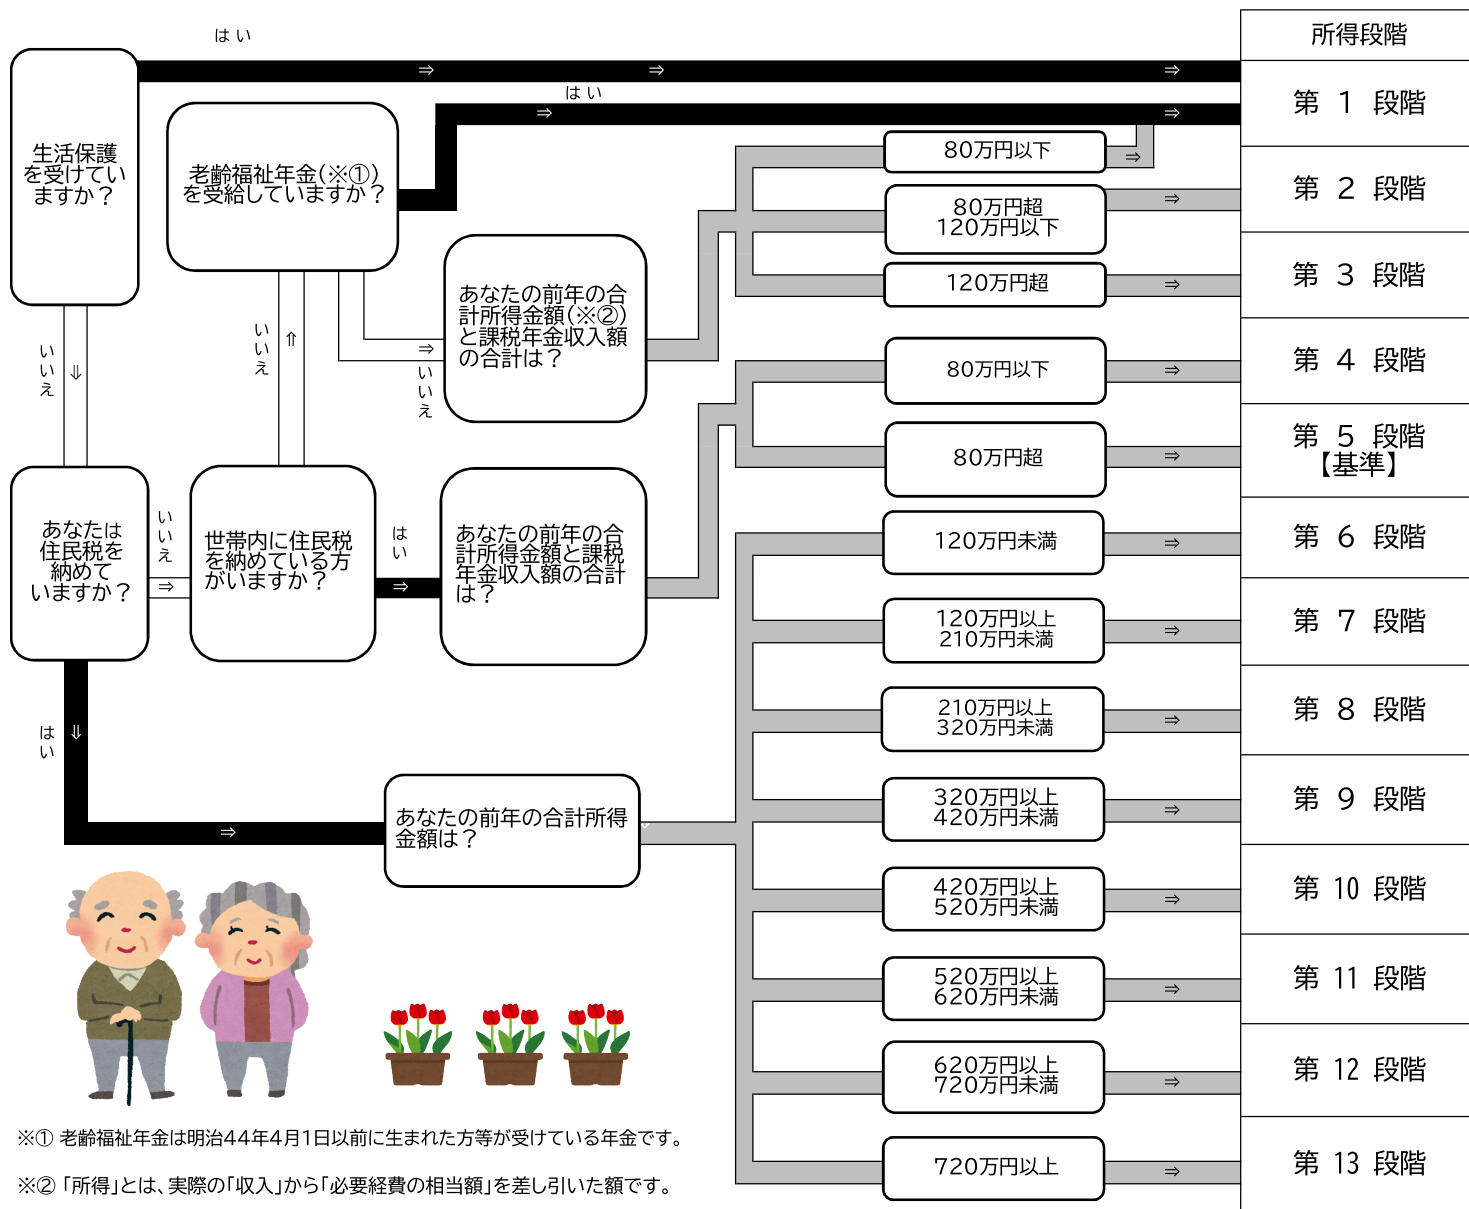 はい
所得段階
⇒ ⇒ ⇒
はい
⇒ ⇒
第 1 段階
生活保護
を受けてい
ますか？
老齢福祉年金(※①)
を受給していますか？
80万円以下
⇒
80万円超
120万円以下
⇒
第 2 段階
120万円超
⇒
第 3 段階
いいえ
⇓
いいえ
⇑
⇒
いいえ
あなたの前年の合
計所得金額(※②)
と課税年金収入額
の合計は？
80万円以下
⇒
第 4 段階
80万円超
⇒
第 5 段階
【基準】
あなたは
住民税を
納めて
いますか？
いいえ
⇒
世帯内に住民税
を納めている方
がいますか？
はい
⇒
あなたの前年の合
計所得金額と課税
年金収入額の合計
は？
120万円未満
⇒
第 6 段階
120万円以上
210万円未満
⇒
第 7 段階
はい
⇓
210万円以上
320万円未満
⇒
第 8 段階
⇒
あなたの前年の合計所得
金額は？
320万円以上
420万円未満
⇒
第 9 段階
420万円以上
520万円未満
⇒
第 10 段階
520万円以上
620万円未満
⇒
第 11 段階
620万円以上
720万円未満
⇒
第 12 段階
720万円以上
⇒
第 13 段階
※① 老齢福祉年金は明治44年4月1日以前に生まれた方等が受けている年金です。
※② 「所得」とは、実際の「収入」から「必要経費の相当額」を差し引いた額です。